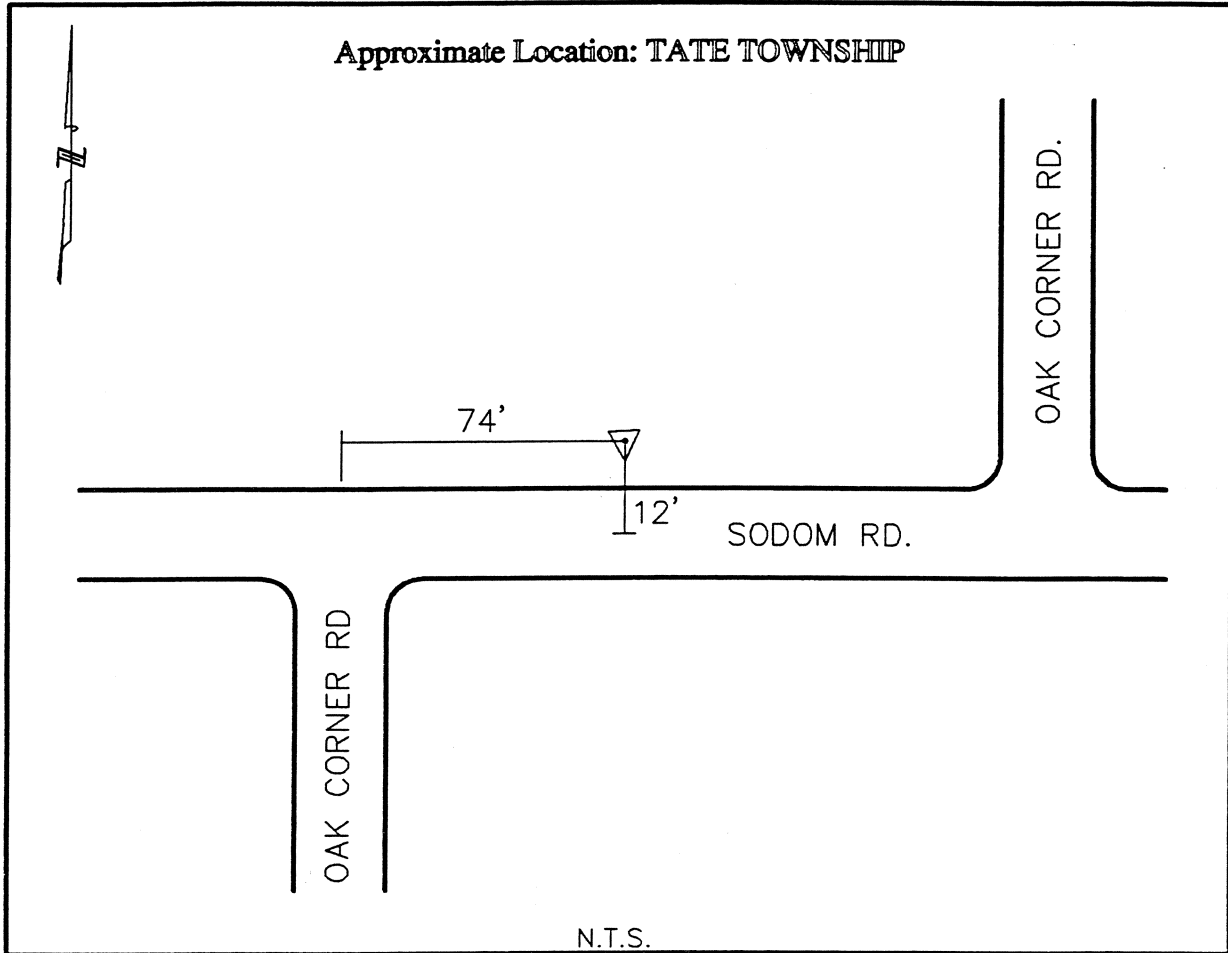 Approximate Location: TATE TOWNSHIP
N
OAK CORNER RD.
74'
12'
SODOM RD.
OAK CORNER RD
N.T.S.